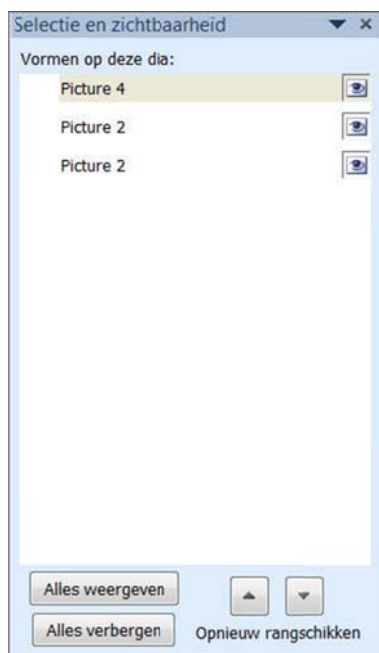 Selectie en zichtbaarheid
Vormen op deze dia:
Picture 4
Picture 2
Picture 2
Alles weergeven
Alles verbergen
Opnieuw rangschikken